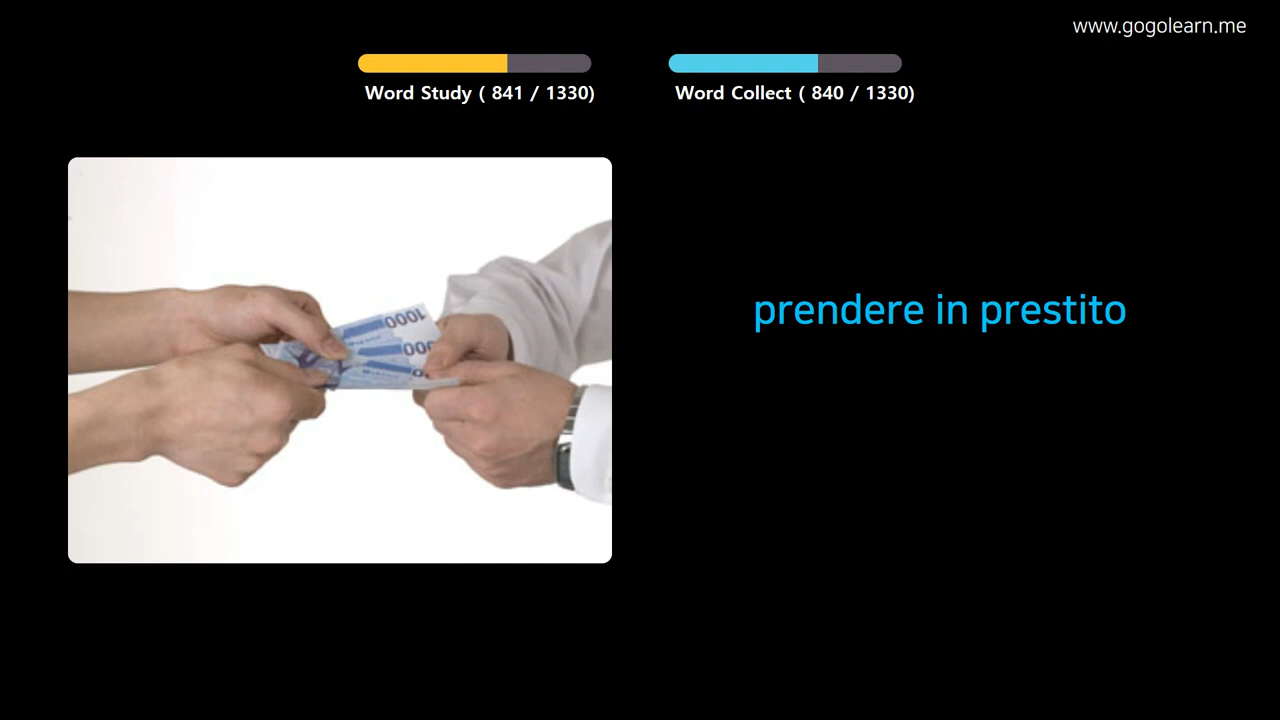 www.gogolearn.me
Word Study ( 841 / 1330)
Word Collect ( 840 / 1330)
prendere in prestito
1000